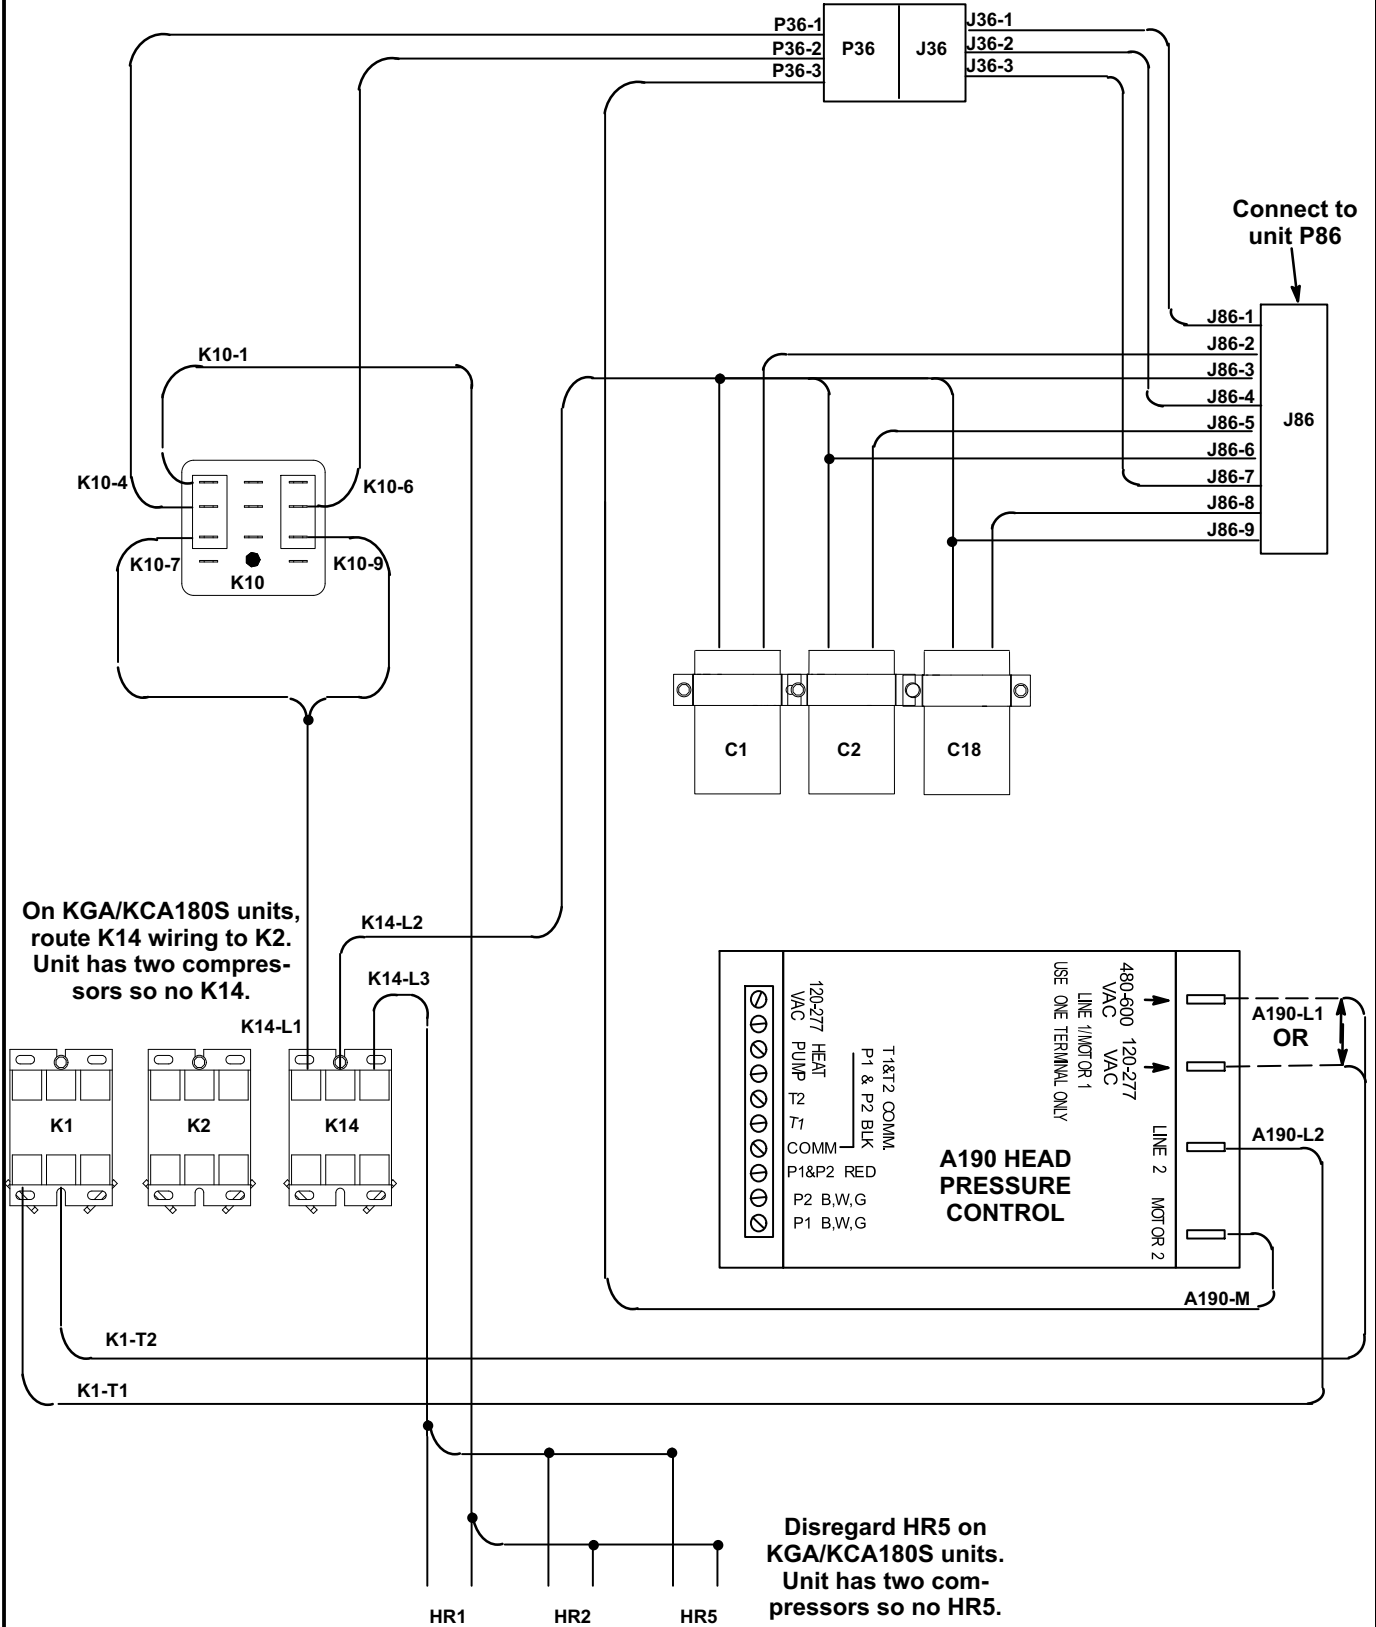 P36-1
P36-2
P36-3
P36
J36
J36-1
J36-2
J36-3
Connect to
unit P86
J86-1
J86-2
J86-3
J86-4
J86-5
J86-6
J86-7
J86-8
J86-9
J86
K10-1
K10-4
K10-6
K10-7
K10-9
K10
C1
C2
C18
On KGA/KCA180S units,
route K14 wiring to K2.
Unit has two compres-
sors so no K14.
K14-L2
K14-L3
K14-L1
K1
K2
K14
120-277
VAC
HEAT
PUMP
T2
T1
COMM
P1&P2 RED
P2 B,W,G
P1 B,W,G
T1&T2 COMM.
P1 & P2 BLK
A190 HEAD
PRESSURE
CONTROL
480-600
VAC
120-277
VAC
LINE 1/MOTOR 1
USE ONE TERMINAL ONLY
LINE 2
MOTOR 2
A190-L1
OR
A190-L2
A190-M
K1-T2
K1-T1
Disregard HR5 on
KGA/KCA180S units.
Unit has two com-
pressors so no HR5.
HR1
HR2
HR5